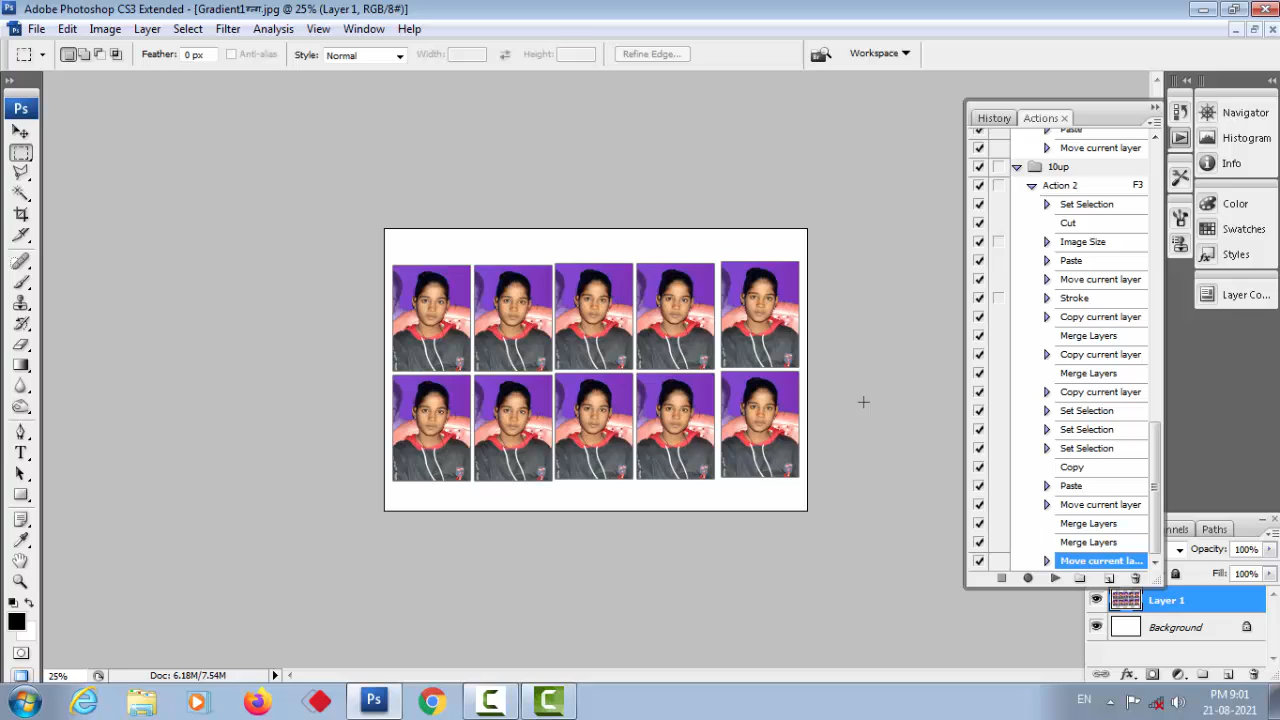 Adobe Photoshop CS3 Extended - [Gradient1रूप.jpg @ 25% (Layer 1, RGB/8#)]
File Edit Image Layer Select Filter Analysis View Window Help
Feather: 0 px Anti-alias Style: Normal Width: Height: Refine Edge... Workspace
Ps
History Actions
Paste
Move current layer
10up
Action 2 F3
Set Selection
Cut
Image Size
Paste
Move current layer
Stroke
Copy current layer
Merge Layers
Copy current layer
Merge Layers
Copy current layer
Set Selection
Set Selection
Set Selection
Copy
Paste
Move current layer
Merge Layers
Merge Layers
Move current la...
Navigator
Histogram
Info
Color
Swatches
Styles
Layer Co...
nnels Paths
Opacity: 100%
Fill: 100%
Layer 1
Background
25% Doc: 6.18M/7.54M
Ps EN PM 9:01
21-08-2021